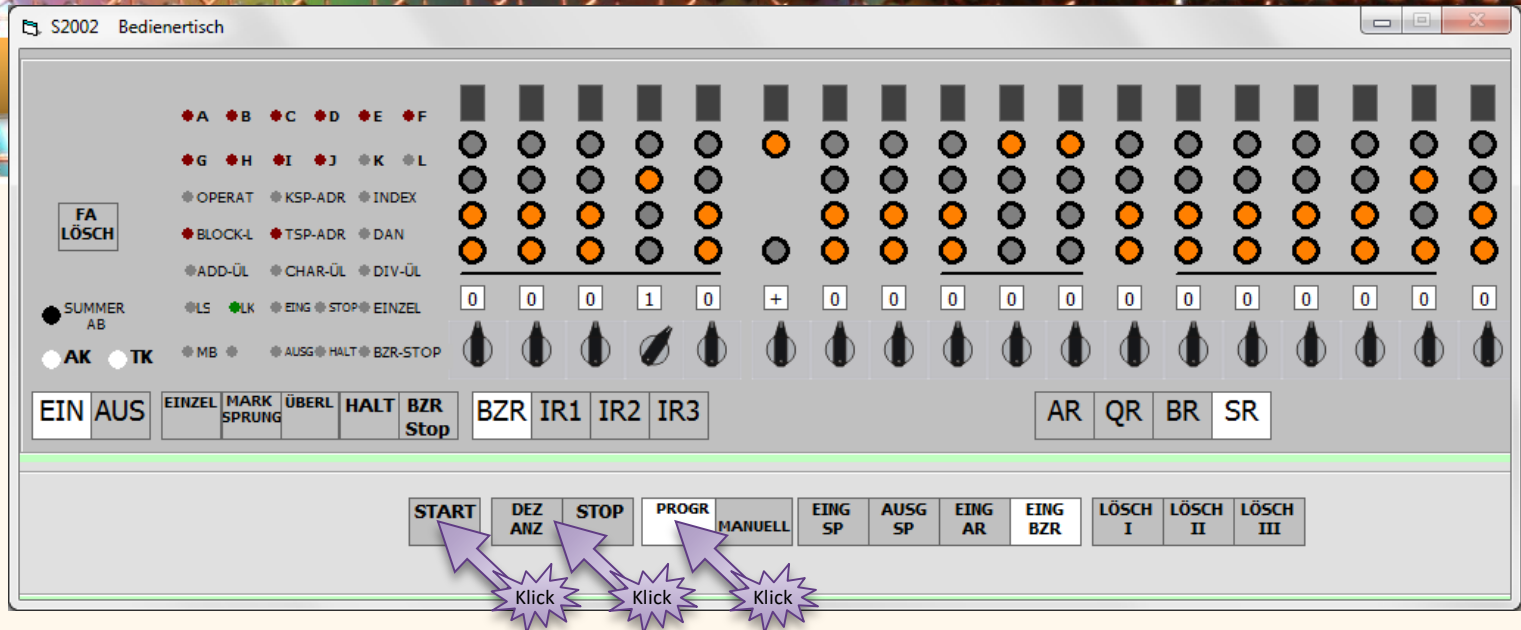 S2002 Bedienertisch
A B C D E F
G H I J K L
OPERAT KSP-ADR INDEX
FA
LÖSCH
BLOCK-L TSP-ADR DAN
ADD-ÜL CHAR-ÜL DIV-ÜL
0 0 0 1 0 + 0 0 0 0 0 0 0 0 0 0 0 0
SUMMER
AB
LS LK EING STOP EINZEL
AK TK
MB AUSG HALT BZR-STOP
EIN AUS
EINZEL MARK
SPRUNG ÜBERL HALT BZR
Stop
BZR IR1 IR2 IR3
AR QR BR SR
START
DEZ
ANZ
STOP
PROGR
MANUELL
EING
SP
AUSG
SP
EING
AR
EING
BZR
LÖSCH
I
LÖSCH
II
LÖSCH
III
Klick Klick Klick